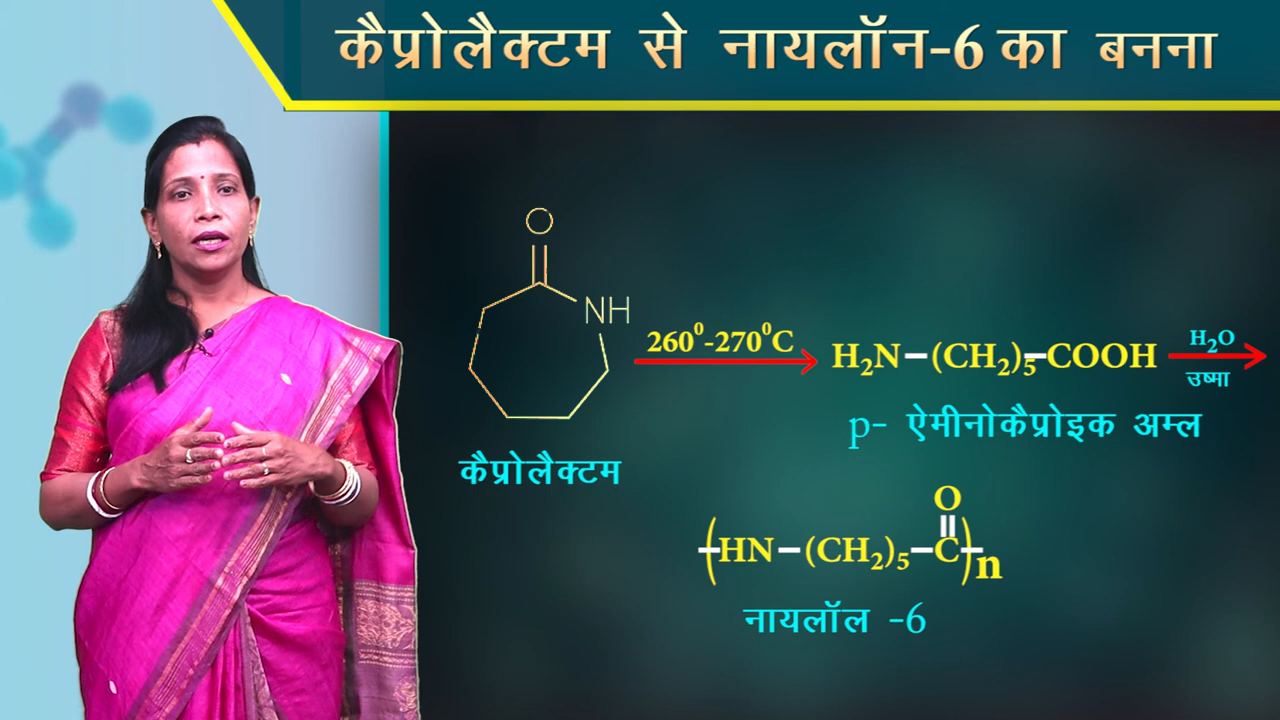 कैप्रोलैक्टम से नायलॉन-6 का बनना
O
NH
260⁰-270⁰C
H₂N–(CH₂)₅–COOH
H₂O
उष्मा
p- ऐमीनोकैप्रोइक अम्ल
कैप्रोलैक्टम
O
(HN–(CH₂)₅–C)n
नायलॉल -6